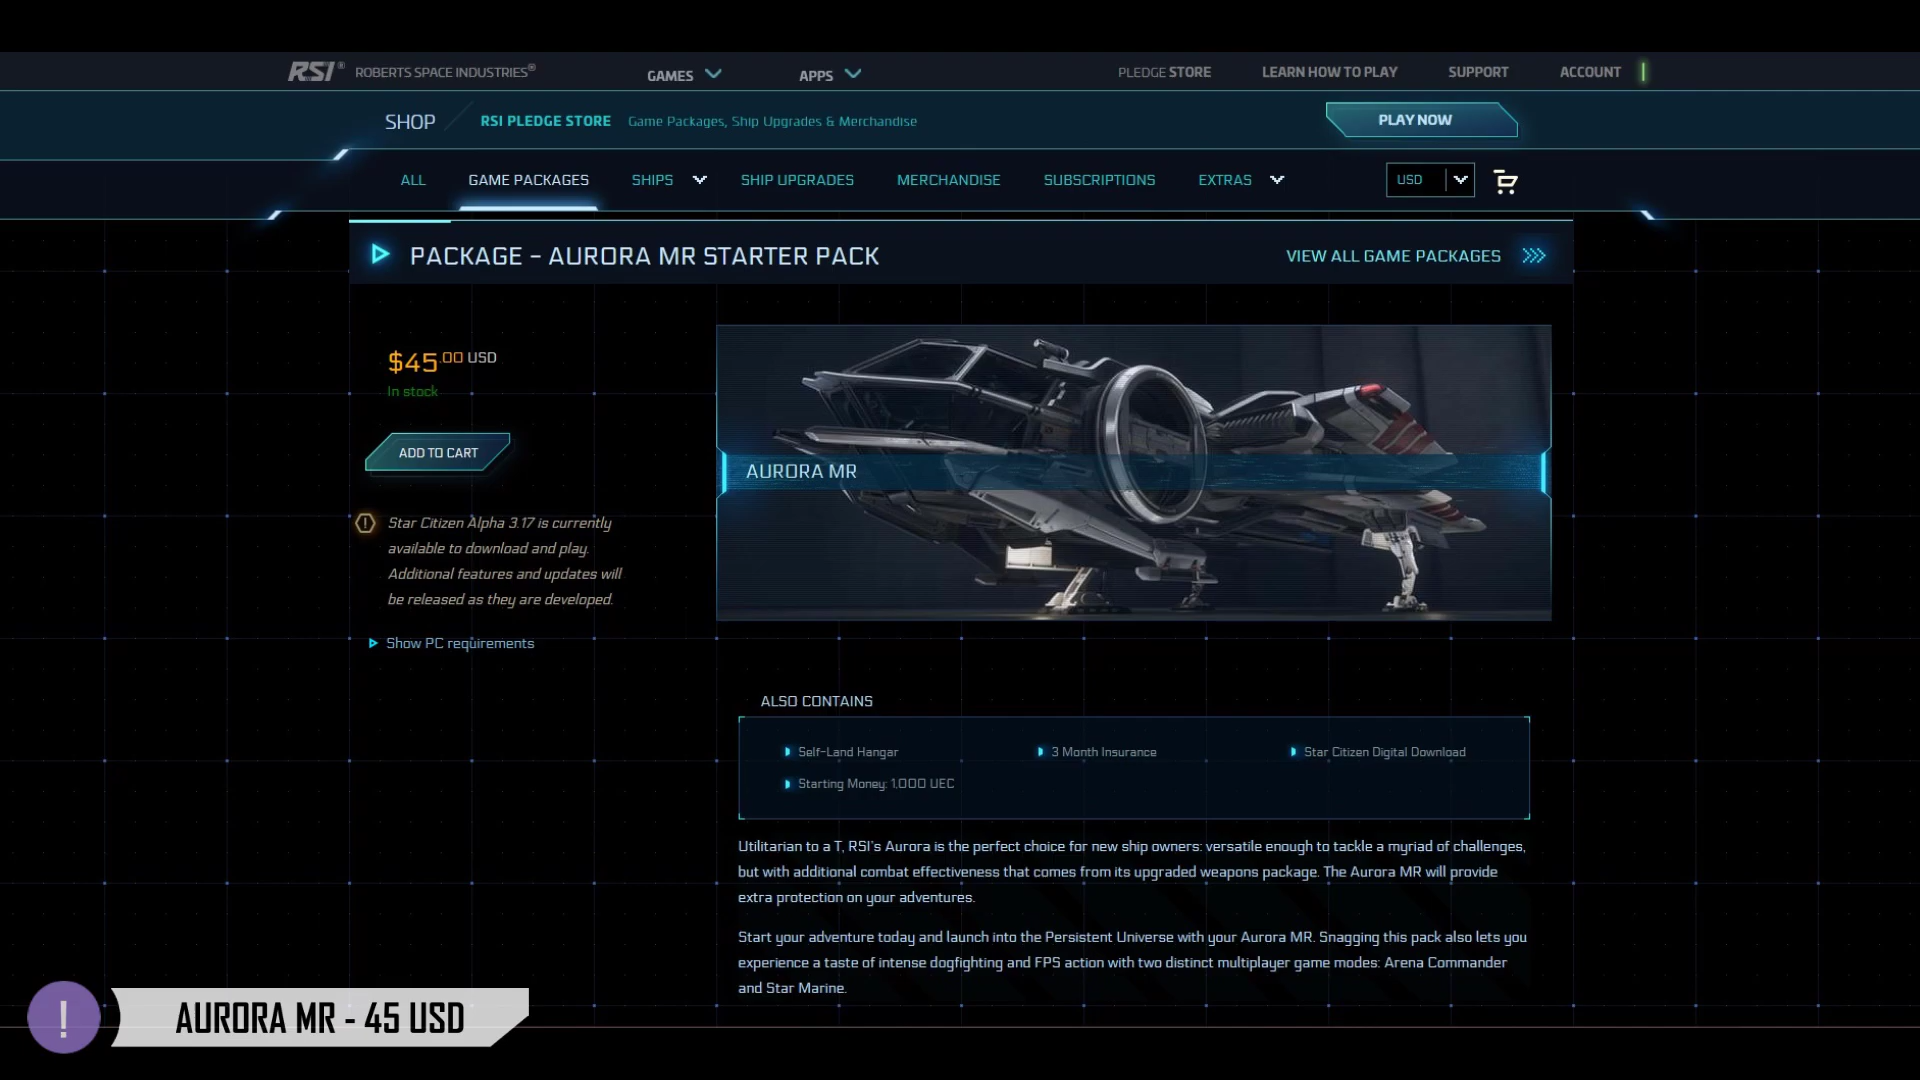 RSI® ROBERTS SPACE INDUSTRIES® GAMES APPS PLEDGE STORE LEARN HOW TO PLAY SUPPORT ACCOUNT
SHOP RSI PLEDGE STORE Game Packages, Ship Upgrades & Merchandise PLAY NOW
ALL GAME PACKAGES SHIPS SHIP UPGRADES MERCHANDISE SUBSCRIPTIONS EXTRAS USD
PACKAGE - AURORA MR STARTER PACK VIEW ALL GAME PACKAGES
$45.00 USD
In stock
ADD TO CART
Star Citizen Alpha 3.17 is currently
available to download and play.
Additional features and updates will
be released as they are developed.
Show PC requirements
AURORA MR
ALSO CONTAINS
Self-Land Hangar 3 Month Insurance Star Citizen Digital Download
Starting Money: 1,000 UEC
Utilitarian to a T, RSI's Aurora is the perfect choice for new ship owners: versatile enough to tackle a myriad of challenges,
but with additional combat effectiveness that comes from its upgraded weapons package. The Aurora MR will provide
extra protection on your adventures.
Start your adventure today and launch into the Persistent Universe with your Aurora MR. Snagging this pack also lets you
experience a taste of intense dogfighting and FPS action with two distinct multiplayer game modes: Arena Commander
and Star Marine.
! AURORA MR - 45 USD